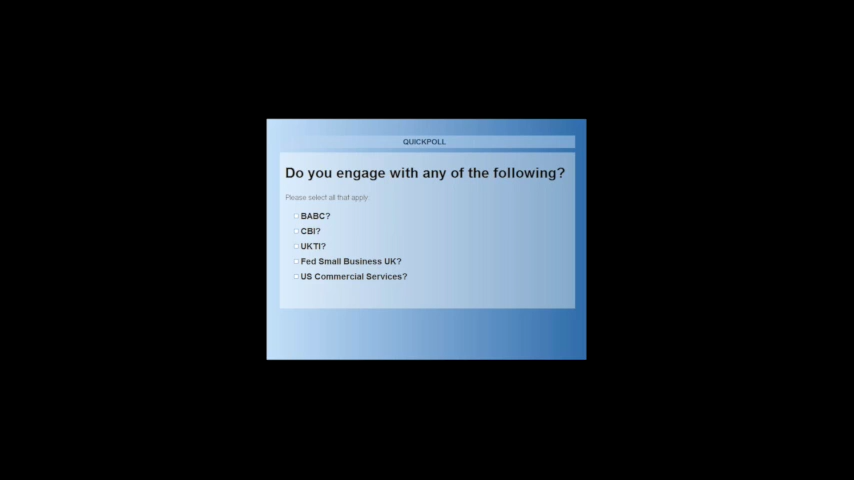 QUICKPOLL
Do you engage with any of the following?
Please select all that apply:
BABC?
CBI?
UKTI?
Fed Small Business UK?
US Commercial Services?